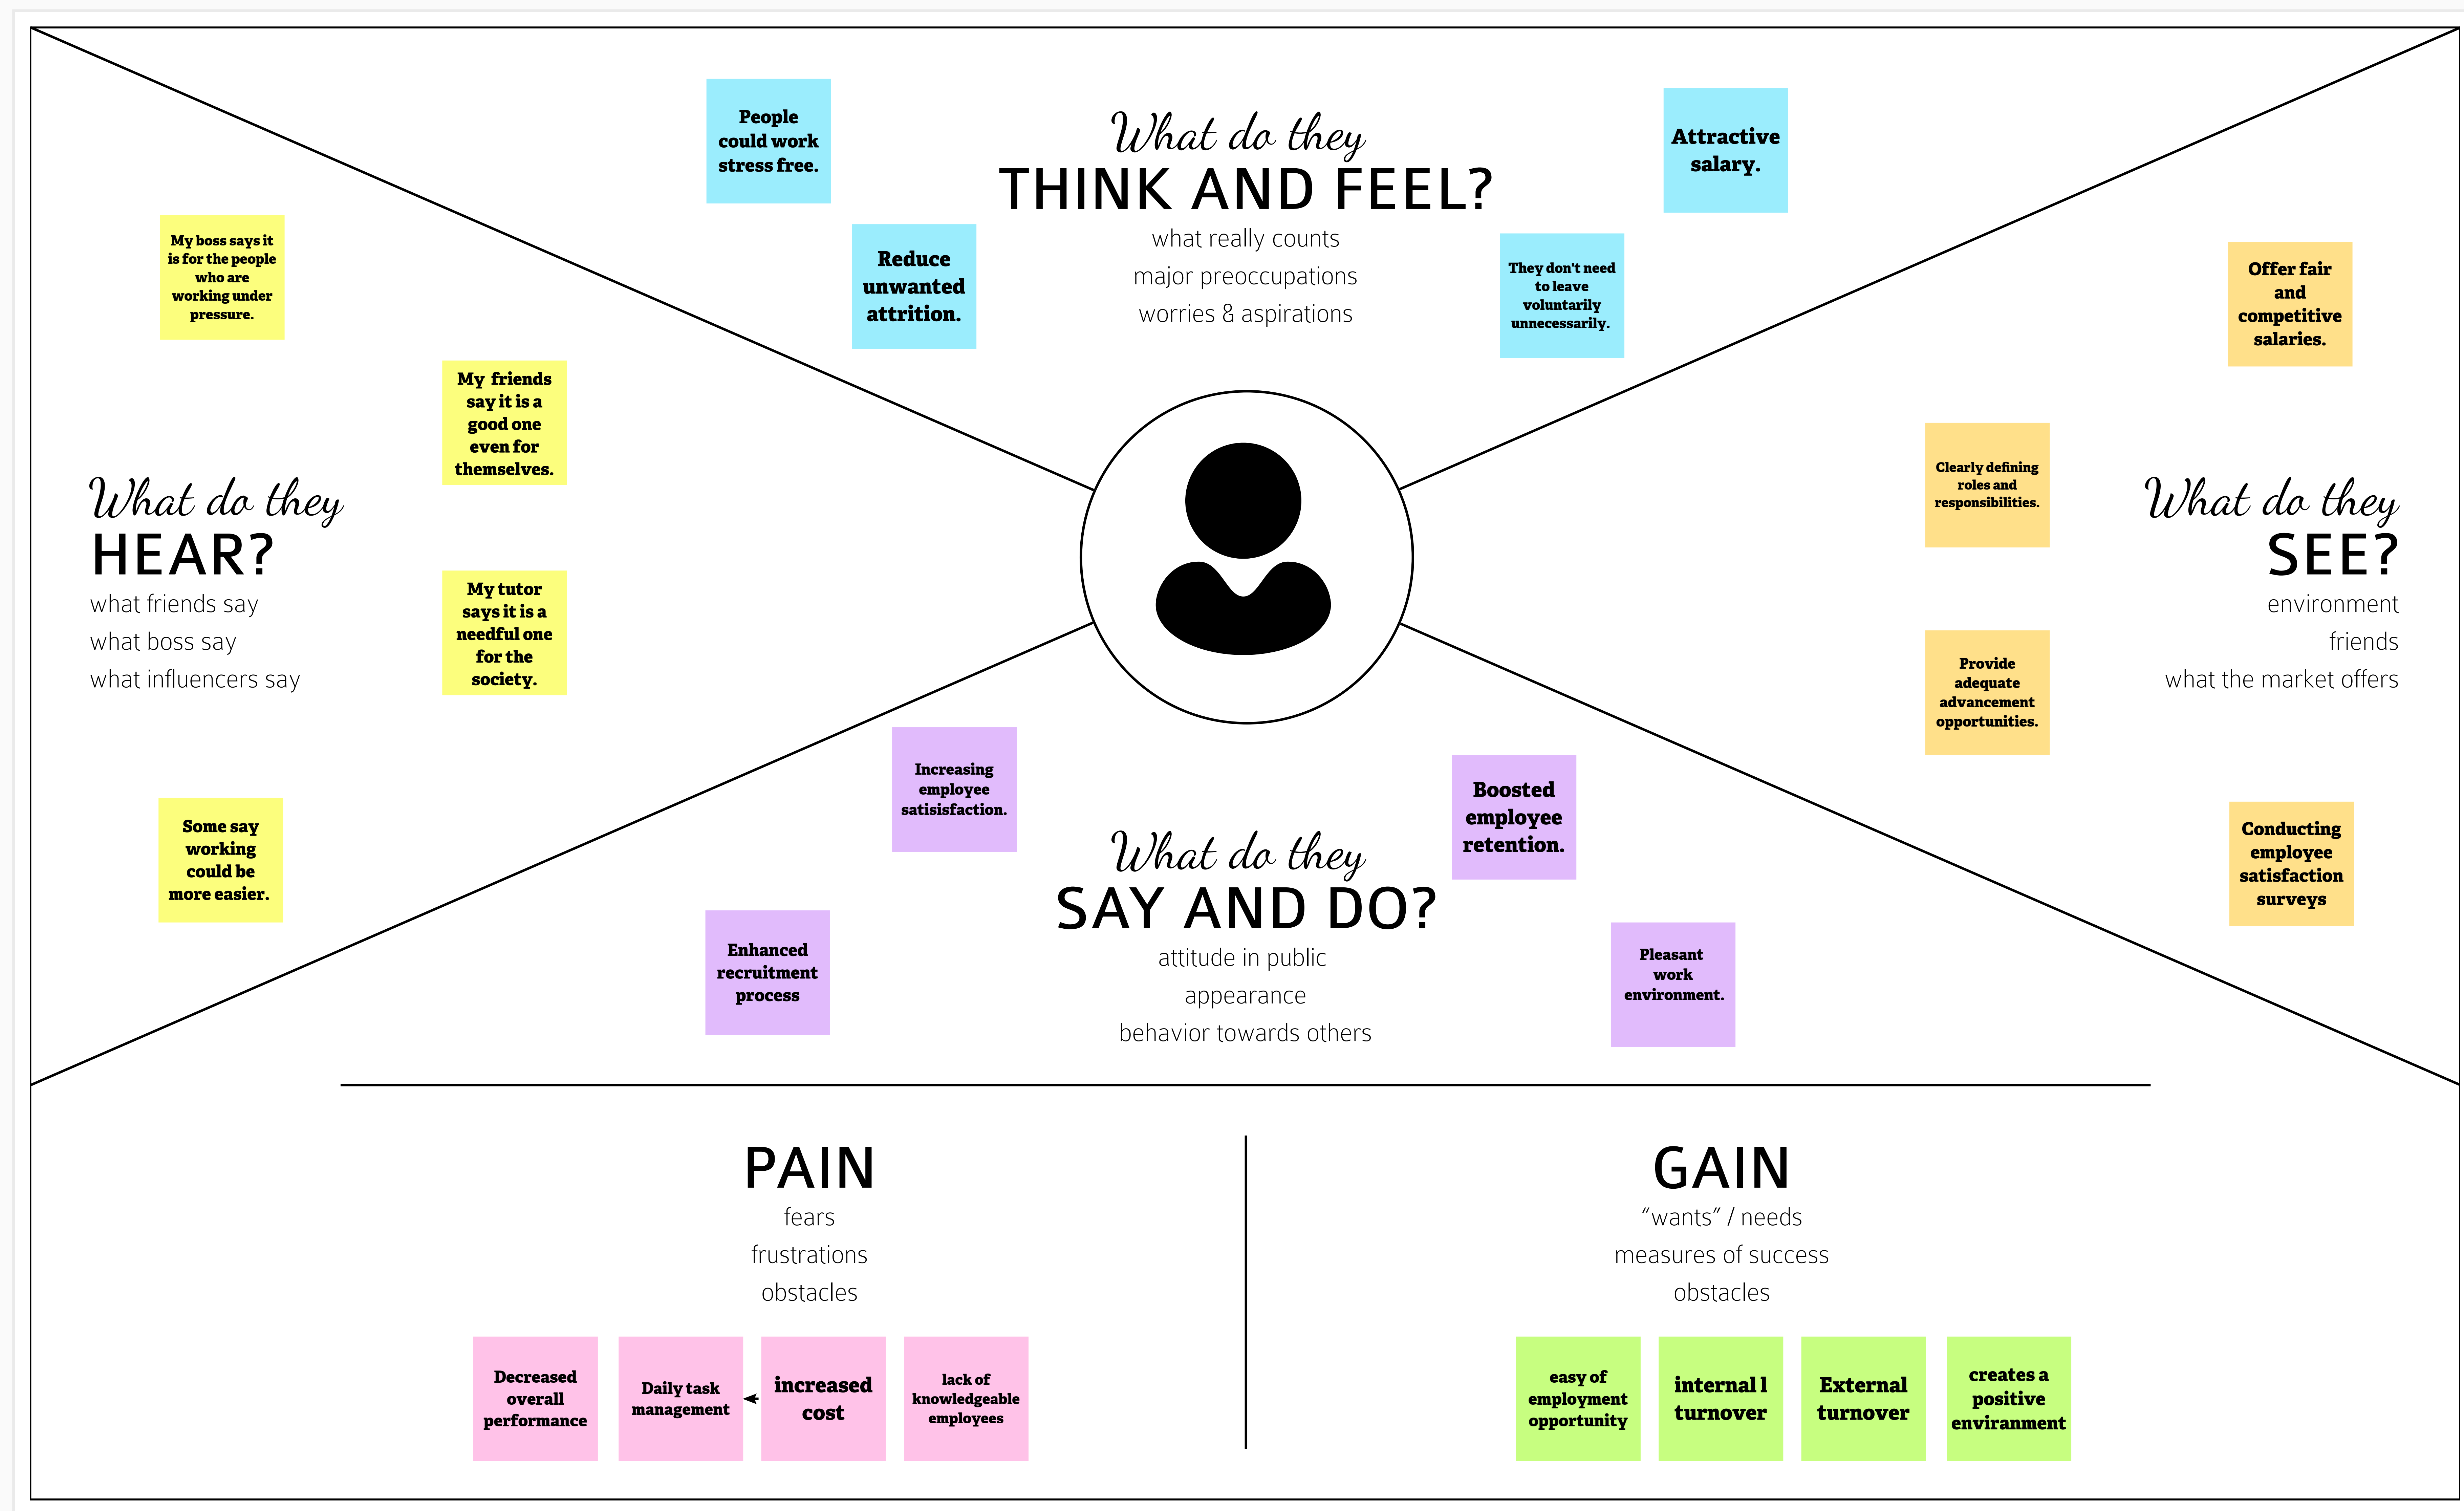 What do they
THINK AND FEEL?
what really counts
major preoccupations
worries & aspirations
People
could work
stress free.
Reduce
unwanted
attrition.
Attractive
salary.
They don't need
to leave
voluntarily
unnecessarily.
What do they
HEAR?
what friends say
what boss say
what influencers say
My boss says it
is for the people
who are
working under
pressure.
My friends
say it is a
good one
even for
themselves.
My tutor
says it is a
needful one
for the
society.
Some say
working
could be
more easier.
What do they
SEE?
environment
friends
what the market offers
Offer fair
and
competitive
salaries.
Clearly defining
roles and
responsibilities.
Provide
adequate
advancement
opportunities.
Conducting
employee
satisfaction
surveys
What do they
SAY AND DO?
attitude in public
appearance
behavior towards others
Increasing
employee
satisisfaction.
Enhanced
recruitment
process
Boosted
employee
retention.
Pleasant
work
environment.
PAIN
fears
frustrations
obstacles
Decreased
overall
performance
Daily task
management
increased
cost
lack of
knowledgeable
employees
GAIN
“wants” / needs
measures of success
obstacles
easy of
employment
opportunity
internal l
turnover
External
turnover
creates a
positive
enviranment